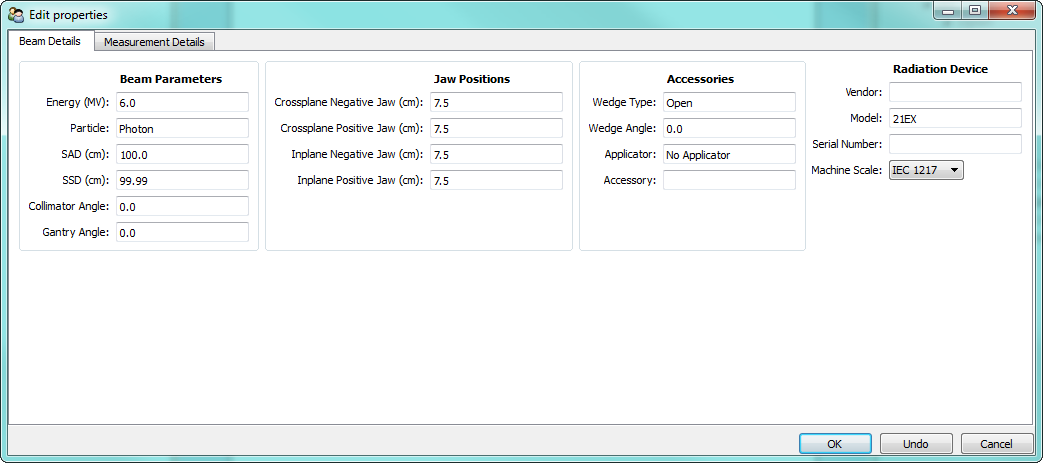 Edit properties
Beam Details
Measurement Details
Beam Parameters
Energy (MV): 6.0
Particle: Photon
SAD (cm): 100.0
SSD (cm): 99.99
Collimator Angle: 0.0
Gantry Angle: 0.0
Jaw Positions
Crossplane Negative Jaw (cm): 7.5
Crossplane Positive Jaw (cm): 7.5
Inplane Negative Jaw (cm): 7.5
Inplane Positive Jaw (cm): 7.5
Accessories
Wedge Type: Open
Wedge Angle: 0.0
Applicator: No Applicator
Accessory:
Radiation Device
Vendor:
Model: 21EX
Serial Number:
Machine Scale: IEC 1217
OK
Undo
Cancel